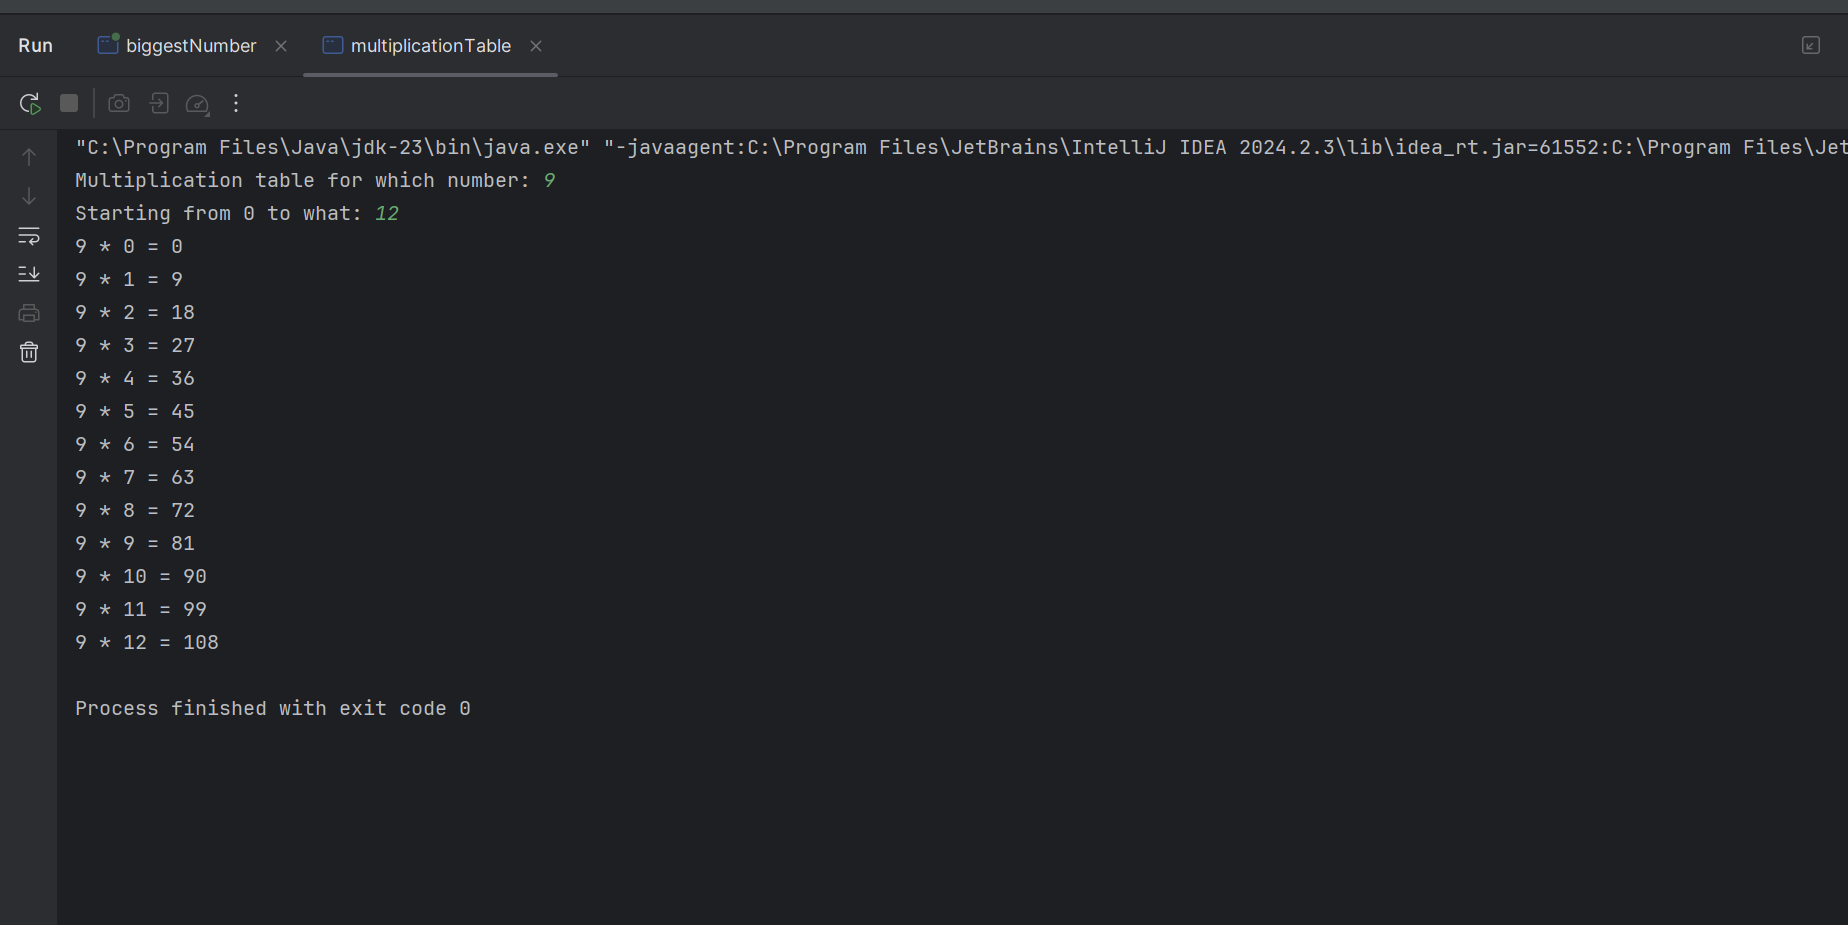 Run biggestNumber multiplicationTable
"C:\Program Files\Java\jdk-23\bin\java.exe" "-javaagent:C:\Program Files\JetBrains\IntelliJ IDEA 2024.2.3\lib\idea_rt.jar=61552:C:\Program Files\Jet
Multiplication table for which number: 9
Starting from 0 to what: 12
9 * 0 = 0
9 * 1 = 9
9 * 2 = 18
9 * 3 = 27
9 * 4 = 36
9 * 5 = 45
9 * 6 = 54
9 * 7 = 63
9 * 8 = 72
9 * 9 = 81
9 * 10 = 90
9 * 11 = 99
9 * 12 = 108
Process finished with exit code 0